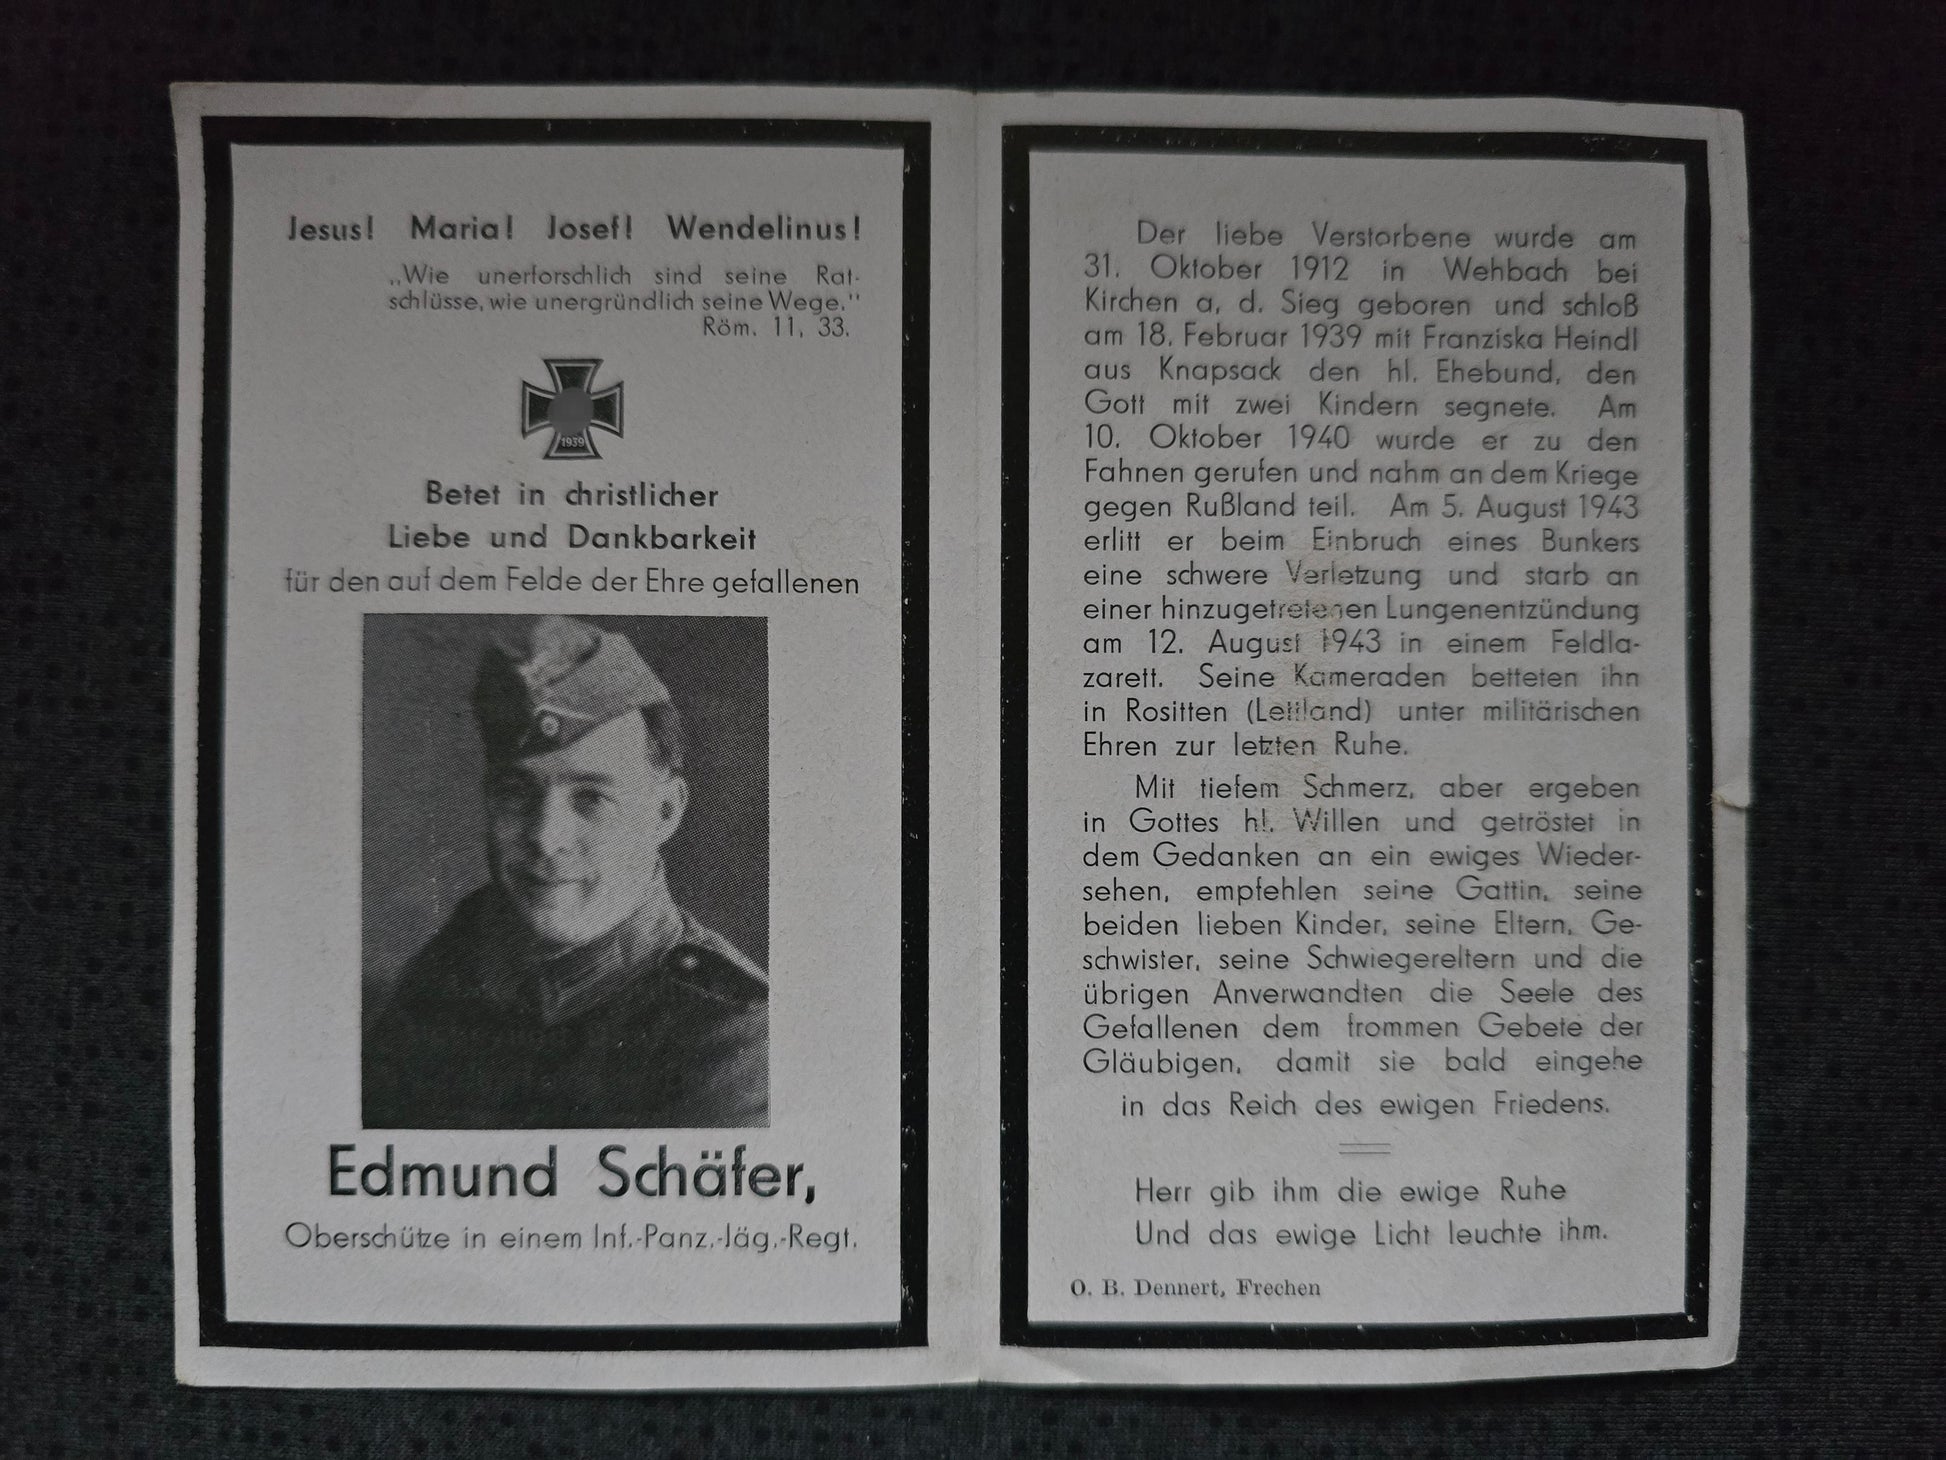 Jesus! Maria! Josef! Wendelinus!
„Wie unerforschlich sind seine Rat-
schlüsse, wie unergründlich seine Wege."
Röm. 11, 33.
1939
Betet in christlicher
Liebe und Dankbarkeit
für den auf dem Felde der Ehre gefallenen
Edmund Schäfer,
Oberschütze in einem Inf.-Panz.-Jäg.-Regt.
Der liebe Verstorbene wurde am
31. Oktober 1912 in Wehbach bei
Kirchen a. d. Sieg geboren und schloß
am 18. Februar 1939 mit Franziska Heindl
aus Knapsack den hl. Ehebund, den
Gott mit zwei Kindern segnete. Am
10. Oktober 1940 wurde er zu den
Fahnen gerufen und nahm an dem Kriege
gegen Rußland teil. Am 5. August 1943
erlitt er beim Einbruch eines Bunkers
eine schwere Verletzung und starb an
einer hinzugetretenen Lungenentzündung
am 12. August 1943 in einem Feldla-
zarett. Seine Kameraden betteten ihn
in Rositten (Lettland) unter militärischen
Ehren zur letzten Ruhe.
Mit tiefem Schmerz, aber ergeben
in Gottes hl. Willen und getröstet in
dem Gedanken an ein ewiges Wieder-
sehen, empfehlen seine Gattin, seine
beiden lieben Kinder, seine Eltern, Ge-
schwister, seine Schwiegereltern und die
übrigen Anverwandten die Seele des
Gefallenen dem frommen Gebete der
Gläubigen, damit sie bald eingehe
in das Reich des ewigen Friedens.
Herr gib ihm die ewige Ruhe
Und das ewige Licht leuchte ihm.
O. B. Dennert, Frechen